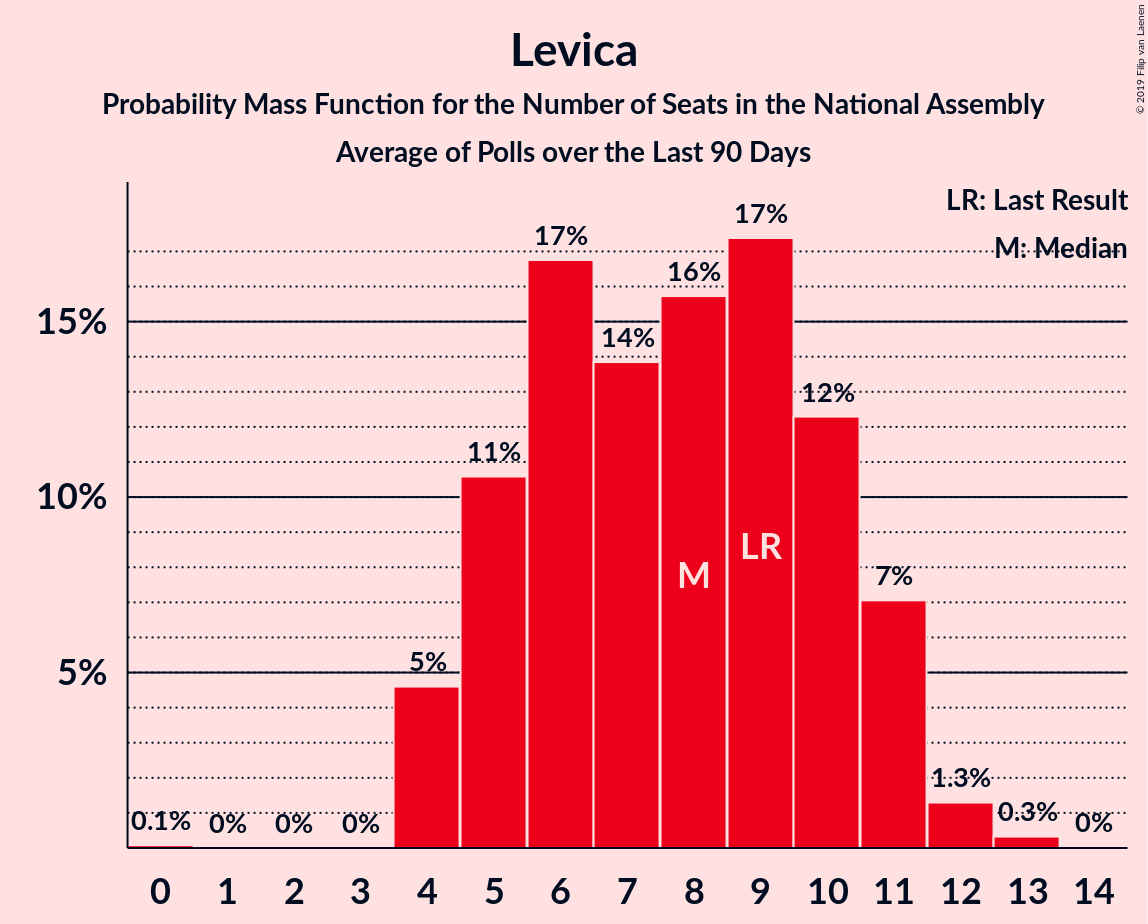 Levica
Probability Mass Function for the Number of Seats in the National Assembly
Average of Polls over the Last 90 Days
© 2019 Filip van Laenen
LR: Last Result
M: Median
17%
17%
16%
14%
15%
12%
11%
10%
LR
M
7%
5%
5%
1.3%
0.1% 0% 0% 0% 0.3% 0%
0 1 2 3 4 5 6 7 8 9 10 11 12 13 14